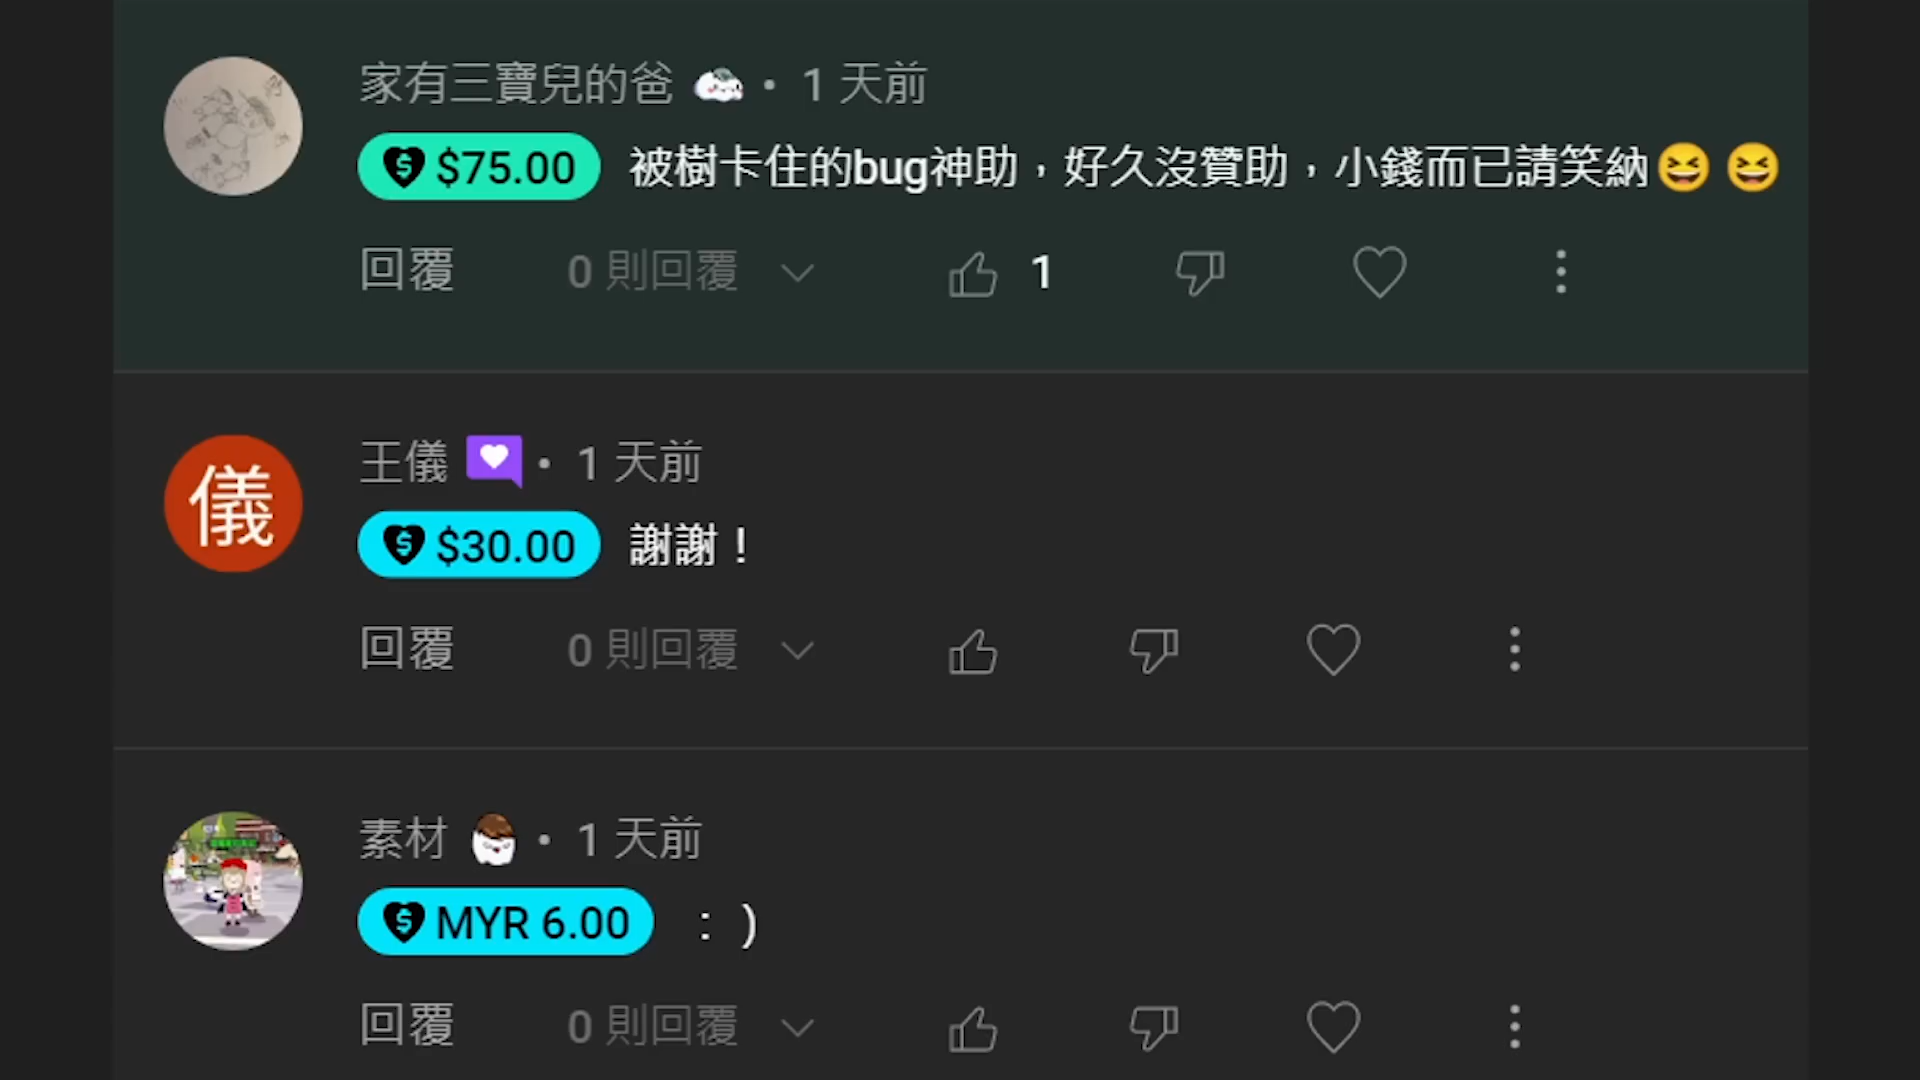 家有三寶兒的爸 • 1 天前
$75.00 被樹卡住的bug神助，好久沒贊助，小錢而已請笑納😆 😆
回覆 0 則回覆 1
儀
王儀 • 1 天前
$30.00 謝謝！
回覆 0 則回覆
素材 • 1 天前
MYR 6.00 ：)
回覆 0 則回覆